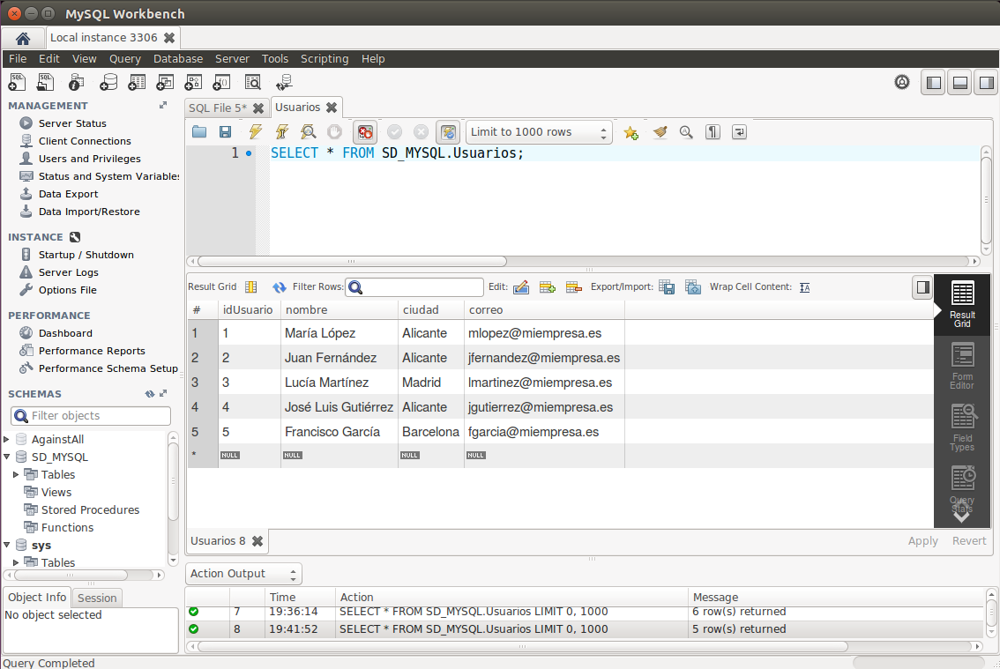 MySQL Workbench
Local instance 3306
File Edit View Query Database Server Tools Scripting Help
MANAGEMENT
Server Status
Client Connections
Users and Privileges
Status and System Variables
Data Export
Data Import/Restore
INSTANCE
Startup / Shutdown
Server Logs
Options File
PERFORMANCE
Dashboard
Performance Reports
Performance Schema Setup
SCHEMAS
Filter objects
AgainstAll
SD_MYSQL
Tables
Views
Stored Procedures
Functions
sys
Tables
Object Info Session
No object selected
SQL File 5* Usuarios
Limit to 1000 rows
1 SELECT * FROM SD_MYSQL.Usuarios;
Result Grid Filter Rows: Edit: Export/Import: Wrap Cell Content:
# idUsuario nombre ciudad correo
1 1 María López Alicante mlopez@miempresa.es
2 2 Juan Fernández Alicante jfernandez@miempresa.es
3 3 Lucía Martínez Madrid lmartinez@miempresa.es
4 4 José Luis Gutiérrez Alicante jgutierrez@miempresa.es
5 5 Francisco García Barcelona fgarcia@miempresa.es
* NULL NULL NULL NULL
Result
Grid
Form
Editor
Field
Types
Query
Stats
Usuarios 8 Apply Revert
Action Output
Time Action Message
7 19:36:14 SELECT * FROM SD_MYSQL.Usuarios LIMIT 0, 1000 6 row(s) returned
8 19:41:52 SELECT * FROM SD_MYSQL.Usuarios LIMIT 0, 1000 5 row(s) returned
Query Completed